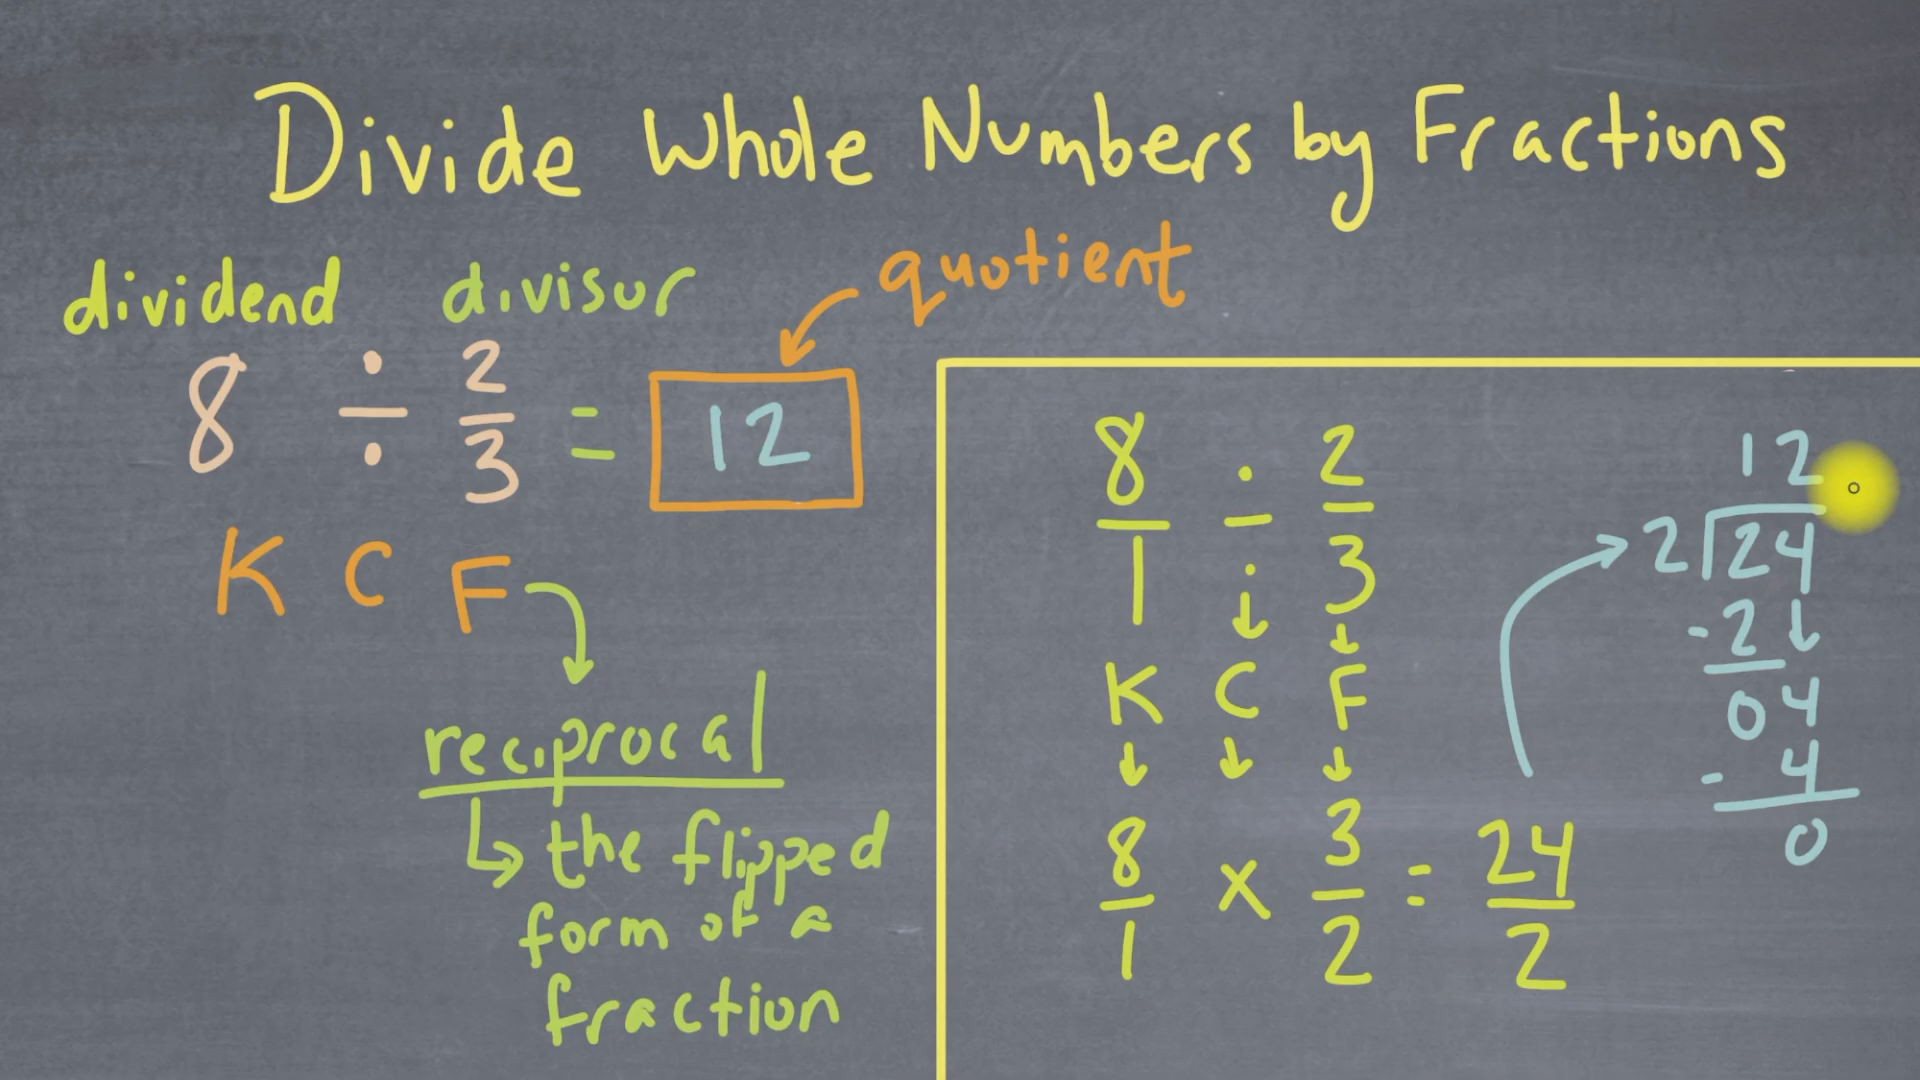 Divide Whole Numbers by Fractions
dividend divisor quotient
8 ÷ 2/3 = 12
K C F
reciprocal
↳ the flipped
form of a
fraction
8/1 ÷ 2/3
↓ ↓
K C F
↓ ↓ ↓
8/1 x 3/2 = 24/2
12
2 24
-2 ↓
04
- 4
0